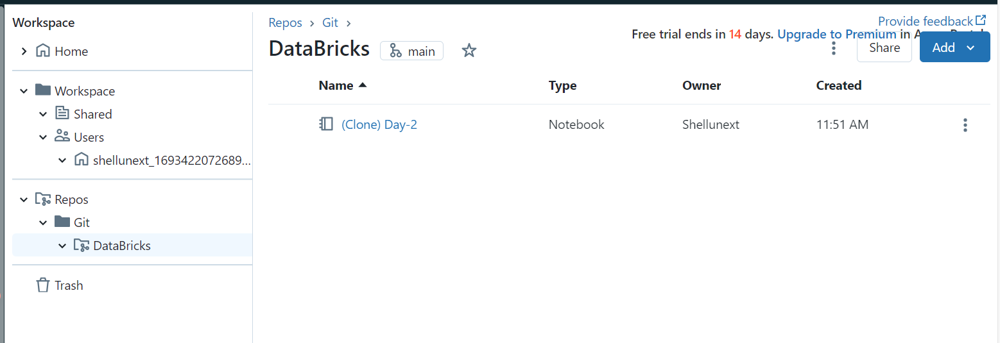 Workspace
Home
Workspace
Shared
Users
shellunext_1693422072689...
Repos
Git
DataBricks
Trash
Repos > Git >
Provide feedback
Free trial ends in 14 days. Upgrade to Premium in
DataBricks
main
Share
Add
Name Type Owner Created
(Clone) Day-2 Notebook Shellunext 11:51 AM